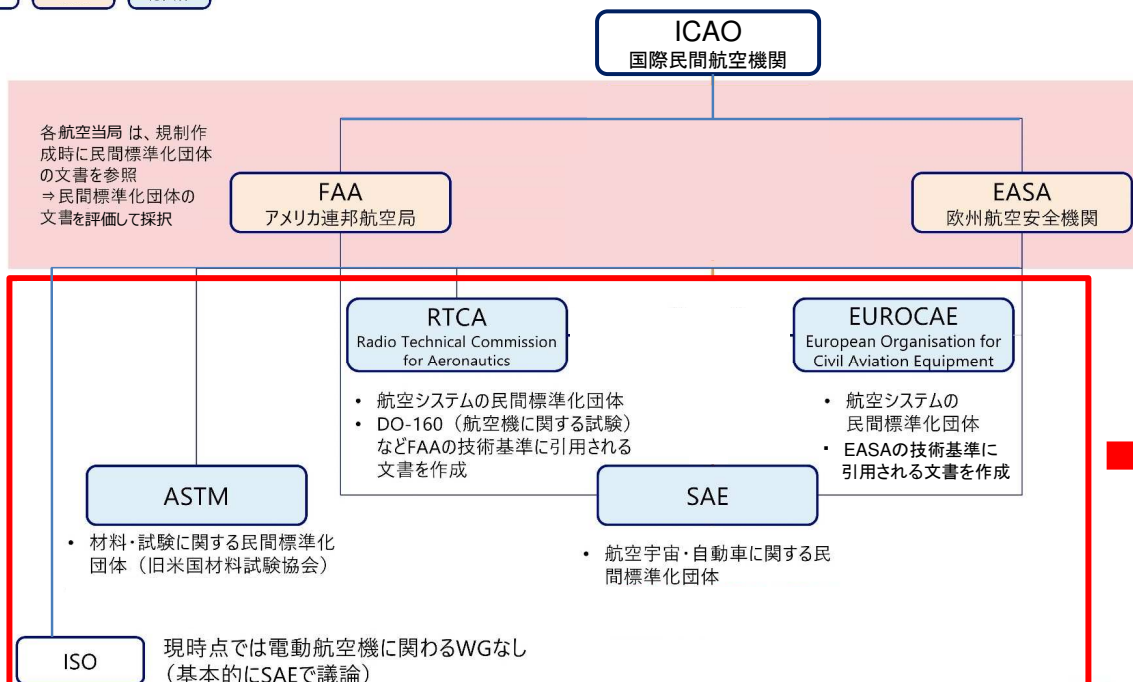 ICAO
国際民間航空機関
各航空当局 は、規制作
成時に民間標準化団体
の文書を参照
⇒民間標準化団体の
文書を評価して採択
FAA
アメリカ連邦航空局
EASA
欧州航空安全機関
RTCA
Radio Technical Commission
for Aeronautics
• 航空システムの民間標準化団体
• DO-160（航空機に関する試験）
などFAAの技術基準に引用される
文書を作成
EUROCAE
European Organisation for
Civil Aviation Equipment
• 航空システムの
民間標準化団体
• EASAの技術基準に
引用される文書を作成
ASTM
• 材料・試験に関する民間標準化
団体（旧米国材料試験協会）
SAE
• 航空宇宙・自動車に関する民
間標準化団体
ISO
現時点では電動航空機に関わるWGなし
（基本的にSAEで議論）